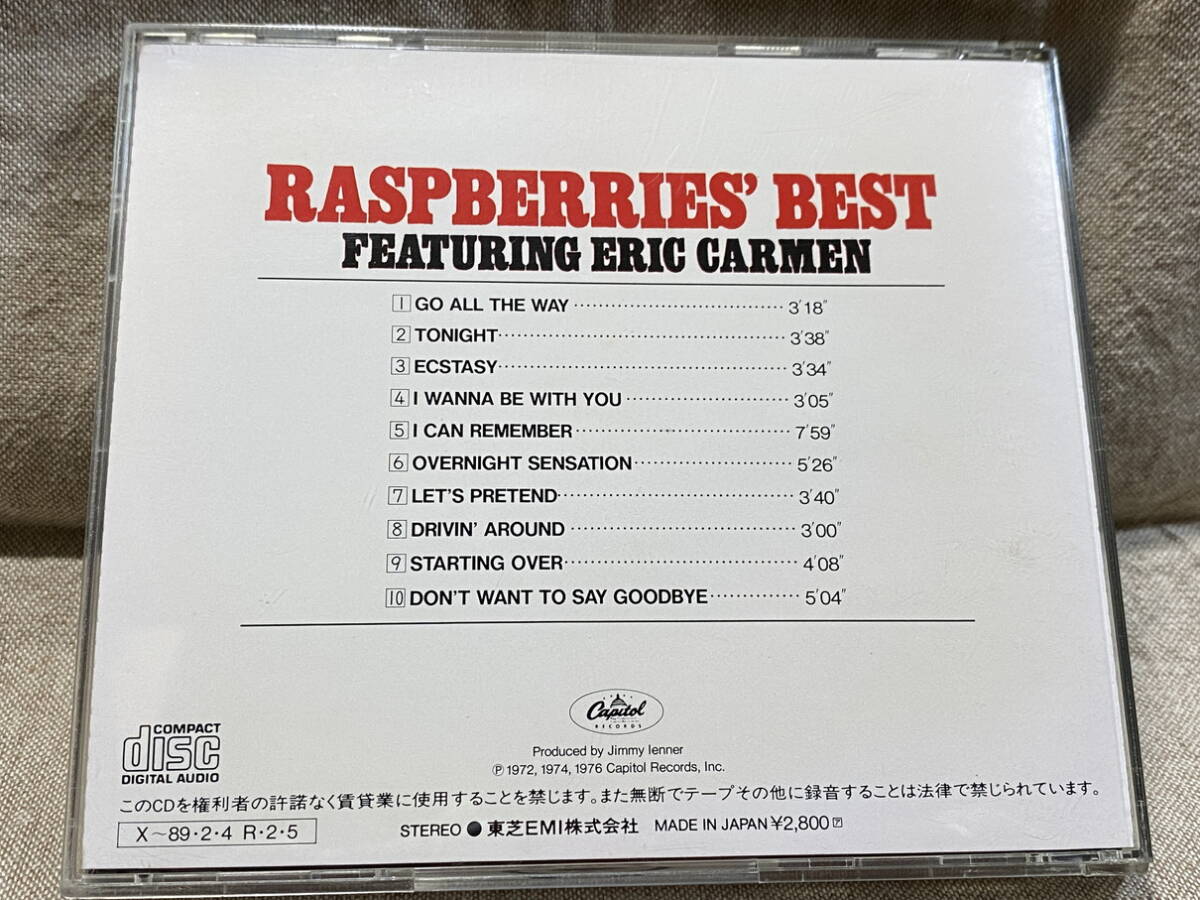 RASPBERRIES' BEST
FEATURING ERIC CARMEN
1 GO ALL THE WAY 3'18"
2 TONIGHT 3'38"
3 ECSTASY 3'34"
4 I WANNA BE WITH YOU 3'05"
5 I CAN REMEMBER 7'59"
6 OVERNIGHT SENSATION 5'26"
7 LET'S PRETEND 3'40"
8 DRIVIN' AROUND 3'00"
9 STARTING OVER 4'08"
10 DON'T WANT TO SAY GOODBYE 5'04"
Capitol
RECORDS
Produced by Jimmy Ienner
Ⓟ 1972, 1974, 1976 Capitol Records, Inc.
COMPACT
disc
DIGITAL AUDIO
このCDを権利者の許諾なく賃貸業に使用することを禁じます。また無断でテープその他に録音することは法律で禁じられています。
X〜89・2・4 R・2・5
STEREO ● 東芝EMI株式会社 MADE IN JAPAN ¥2,800